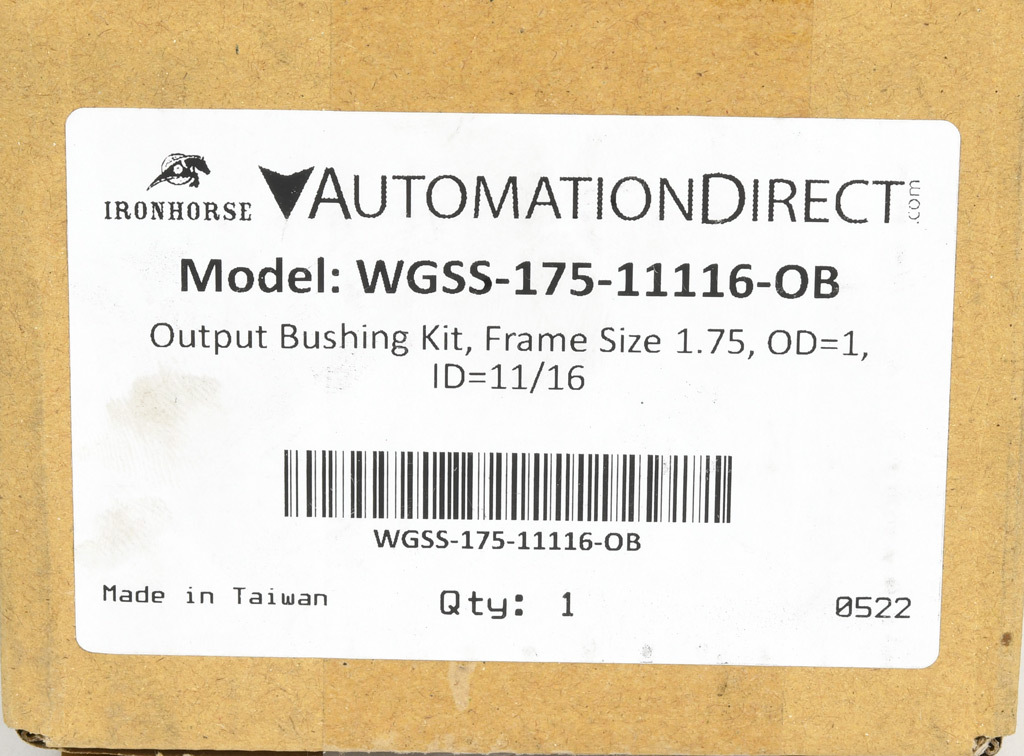 IRONHORSE AUTOMATIONDIRECT.com
Model: WGSS-175-11116-OB
Output Bushing Kit, Frame Size 1.75, OD=1,
ID=11/16
WGSS-175-11116-OB
Made in Taiwan Qty: 1 0522